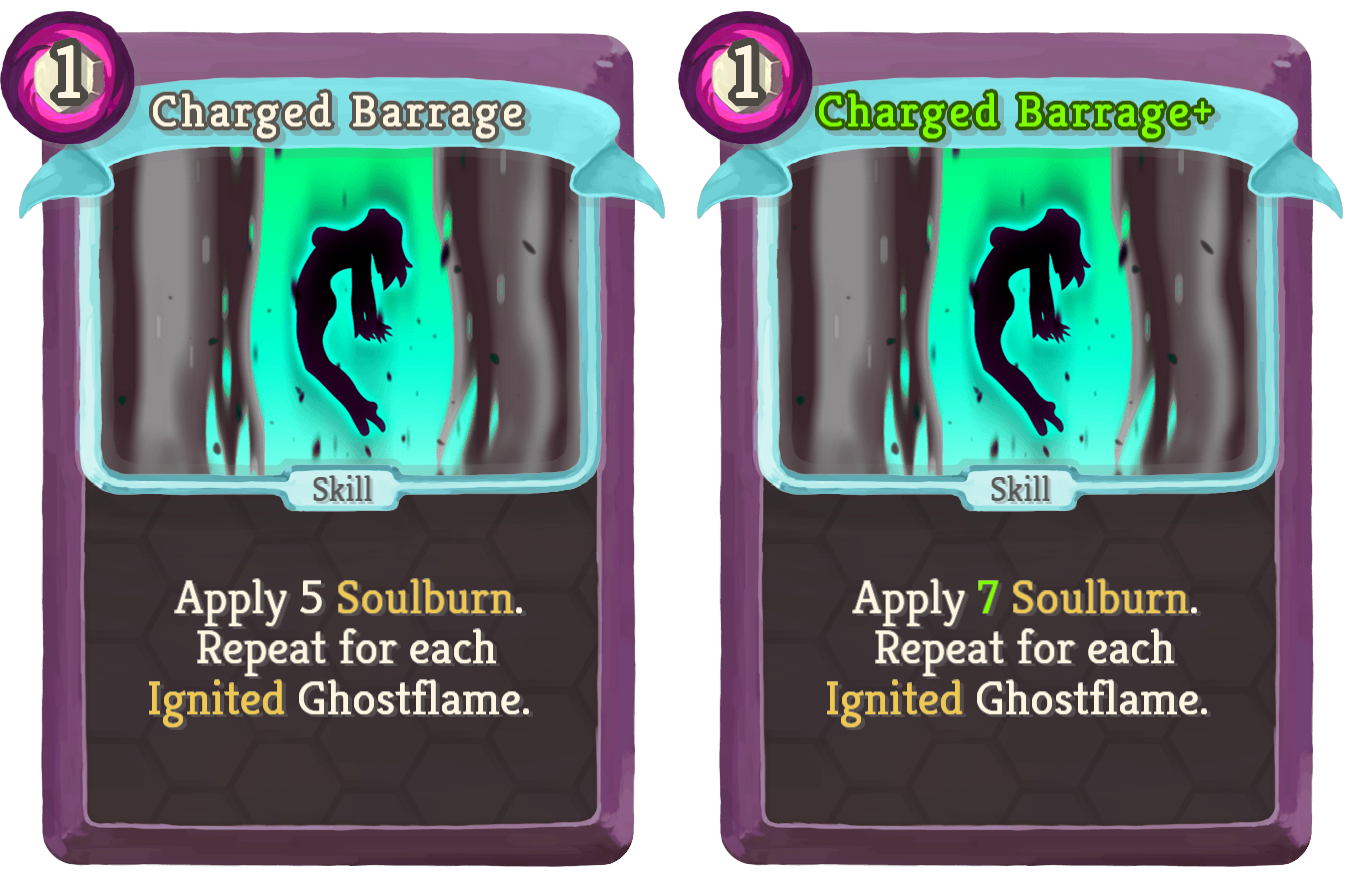 1
Charged Barrage
Skill
Apply 5 Soulburn.
Repeat for each
Ignited Ghostflame.
1
Charged Barrage+
Skill
Apply 7 Soulburn.
Repeat for each
Ignited Ghostflame.